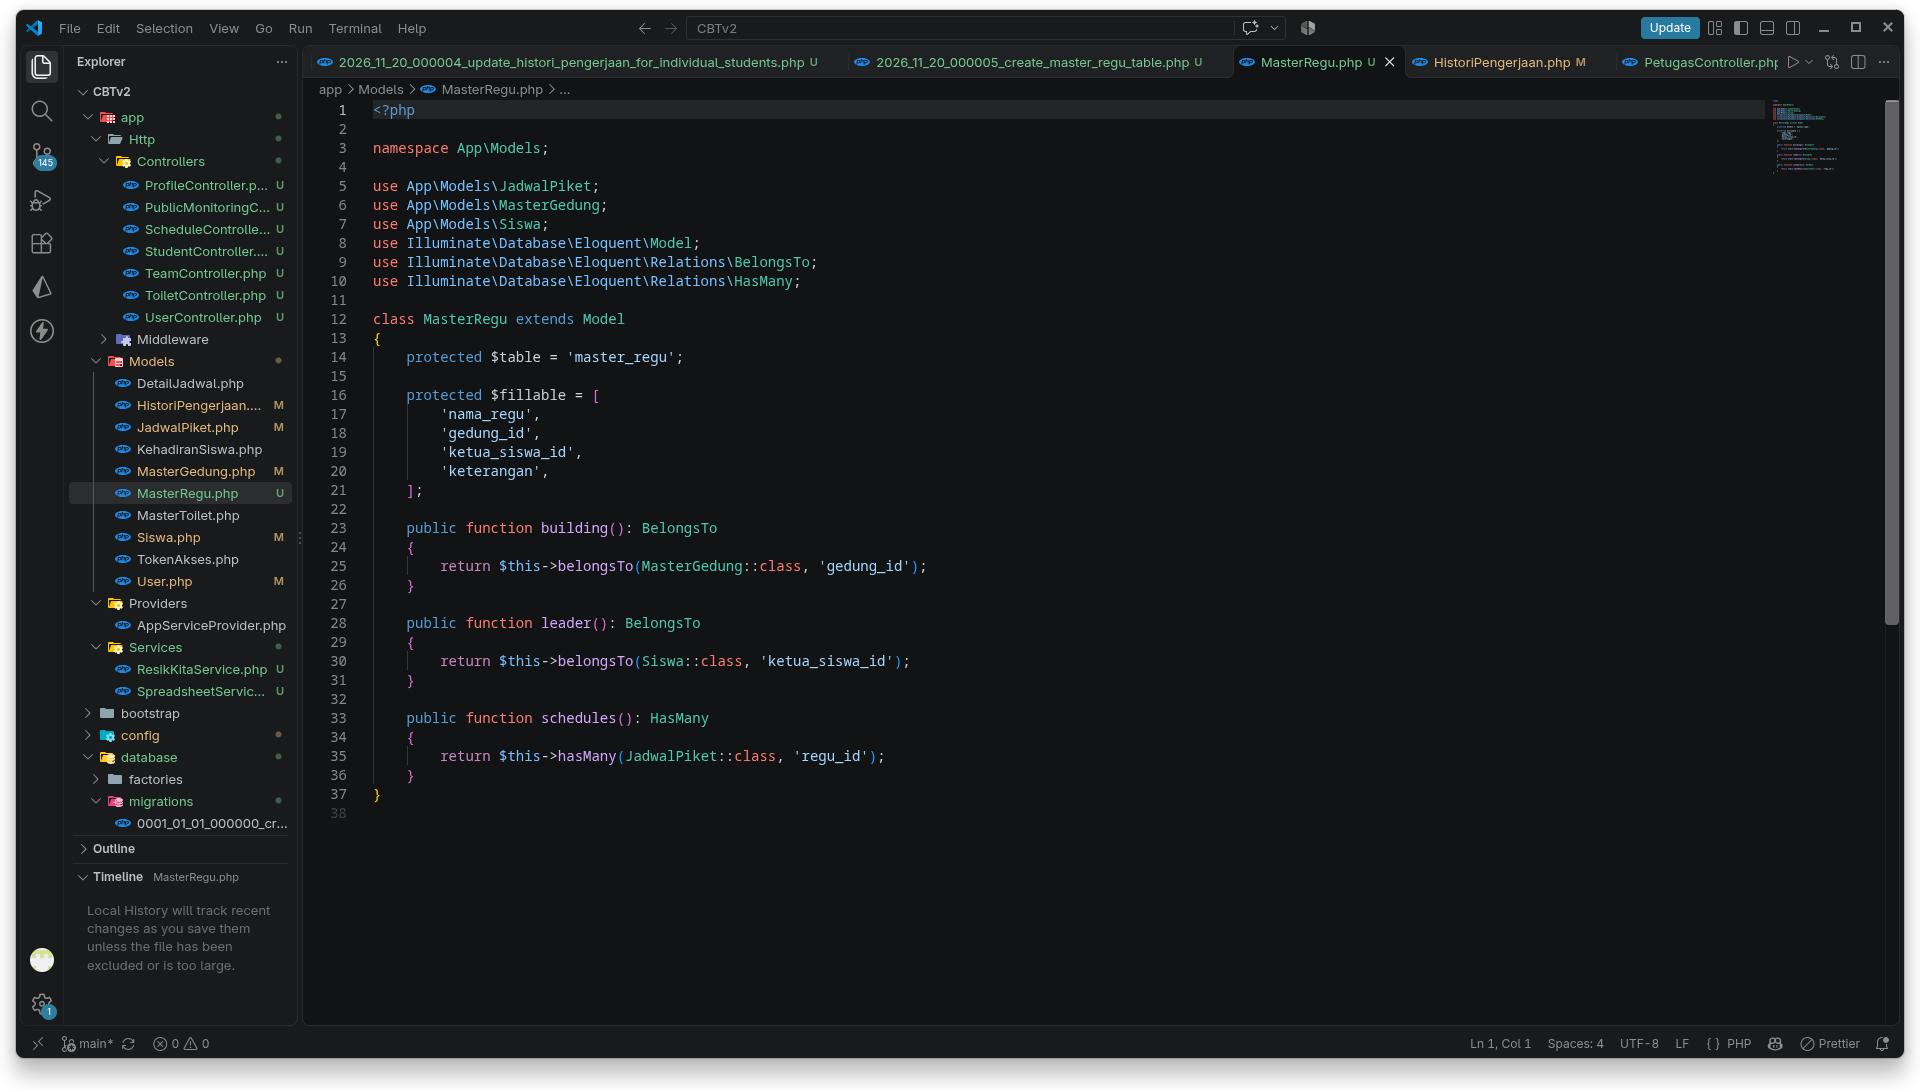 File Edit Selection View Go Run Terminal Help
CBTv2
Update
Explorer
CBTv2
app
Http
Controllers
ProfileController.p... U
PublicMonitoringC... U
ScheduleControlle... U
StudentController.... U
TeamController.php U
ToiletController.php U
UserController.php U
Middleware
Models
DetailJadwal.php
HistoriPengerjaan.... M
JadwalPiket.php M
KehadiranSiswa.php
MasterGedung.php M
MasterRegu.php U
MasterToilet.php
Siswa.php M
TokenAkses.php
User.php M
Providers
AppServiceProvider.php
Services
ResikKitaService.php U
SpreadsheetServic... U
bootstrap
config
database
factories
migrations
0001_01_01_000000_cr...
Outline
Timeline MasterRegu.php
Local History will track recent
changes as you save them
unless the file has been
excluded or is too large.
145
1
2026_11_20_000004_update_histori_pengerjaan_for_individual_students.php U
2026_11_20_000005_create_master_regu_table.php U
MasterRegu.php U
HistoriPengerjaan.php M
PetugasController.php
app > Models > MasterRegu.php > ...
1 <?php
2
3 namespace App\Models;
4
5 use App\Models\JadwalPiket;
6 use App\Models\MasterGedung;
7 use App\Models\Siswa;
8 use Illuminate\Database\Eloquent\Model;
9 use Illuminate\Database\Eloquent\Relations\BelongsTo;
10 use Illuminate\Database\Eloquent\Relations\HasMany;
11
12 class MasterRegu extends Model
13 {
14     protected $table = 'master_regu';
15
16     protected $fillable = [
17         'nama_regu',
18         'gedung_id',
19         'ketua_siswa_id',
20         'keterangan',
21     ];
22
23     public function building(): BelongsTo
24     {
25         return $this->belongsTo(MasterGedung::class, 'gedung_id');
26     }
27
28     public function leader(): BelongsTo
29     {
30         return $this->belongsTo(Siswa::class, 'ketua_siswa_id');
31     }
32
33     public function schedules(): HasMany
34     {
35         return $this->hasMany(JadwalPiket::class, 'regu_id');
36     }
37 }
38
main* 0 0
Ln 1, Col 1 Spaces: 4 UTF-8 LF { } PHP Prettier